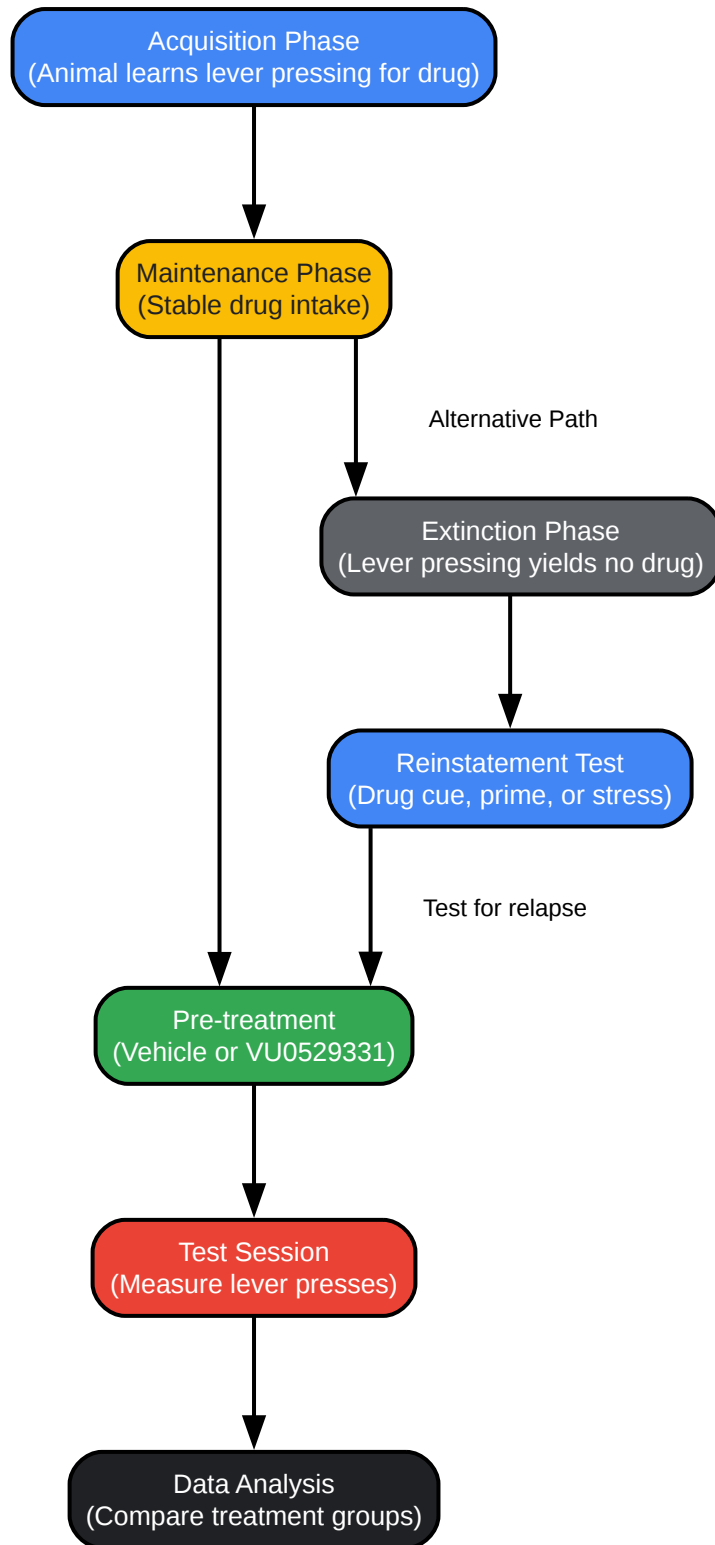 Acquisition Phase
(Animal learns lever pressing for drug)
Maintenance Phase
(Stable drug intake)
Alternative Path
Extinction Phase
(Lever pressing yields no drug)
Reinstatement Test
(Drug cue, prime, or stress)
Test for relapse
Pre-treatment
(Vehicle or VU0529331)
Test Session
(Measure lever presses)
Data Analysis
(Compare treatment groups)